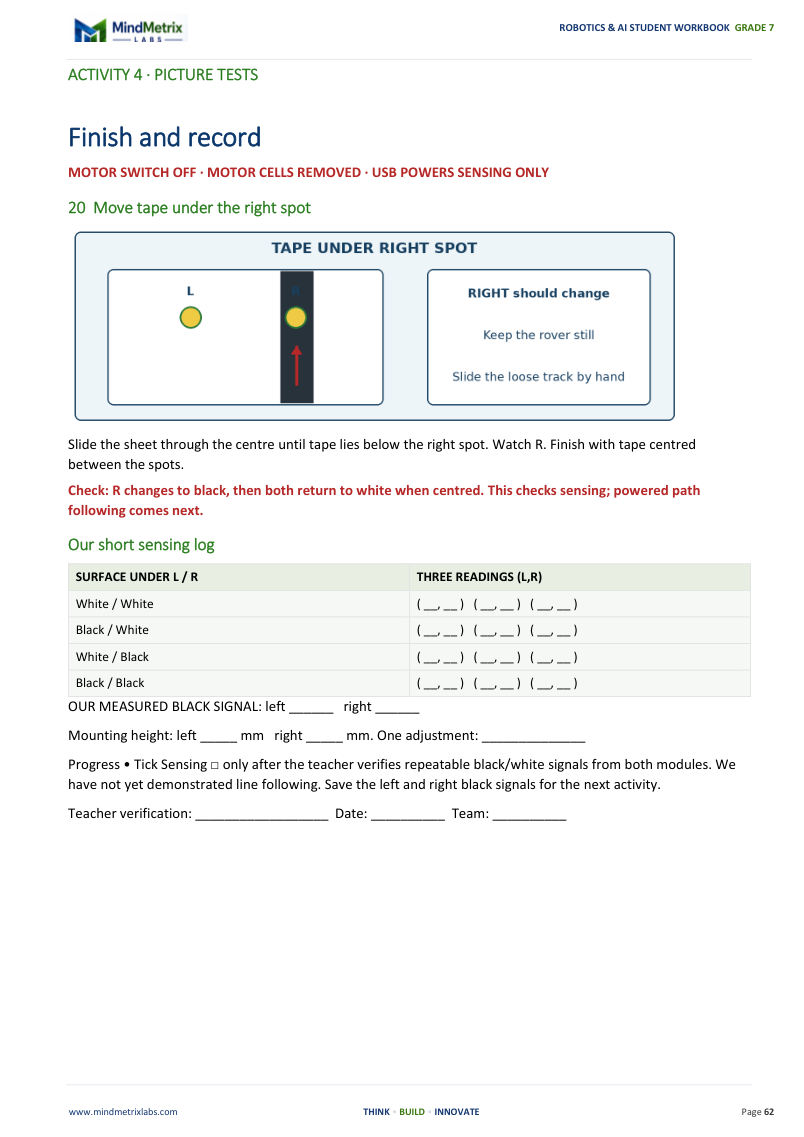 MindMetrix
LABS
ROBOTICS & AI STUDENT WORKBOOK GRADE 7
ACTIVITY 4 · PICTURE TESTS
Finish and record
MOTOR SWITCH OFF · MOTOR CELLS REMOVED · USB POWERS SENSING ONLY
20 Move tape under the right spot
TAPE UNDER RIGHT SPOT
L
R
RIGHT should change
Keep the rover still
Slide the loose track by hand
Slide the sheet through the centre until tape lies below the right spot. Watch R. Finish with tape centred
between the spots.
Check: R changes to black, then both return to white when centred. This checks sensing; powered path
following comes next.
Our short sensing log
SURFACE UNDER L / R THREE READINGS (L,R)
White / White ( __, __ ) ( __, __ ) ( __, __ )
Black / White ( __, __ ) ( __, __ ) ( __, __ )
White / Black ( __, __ ) ( __, __ ) ( __, __ )
Black / Black ( __, __ ) ( __, __ ) ( __, __ )
OUR MEASURED BLACK SIGNAL: left ______ right ______
Mounting height: left _____ mm right _____ mm. One adjustment: ______________
Progress • Tick Sensing □ only after the teacher verifies repeatable black/white signals from both modules. We
have not yet demonstrated line following. Save the left and right black signals for the next activity.
Teacher verification: __________________ Date: __________ Team: __________
www.mindmetrixlabs.com THINK · BUILD · INNOVATE Page 62